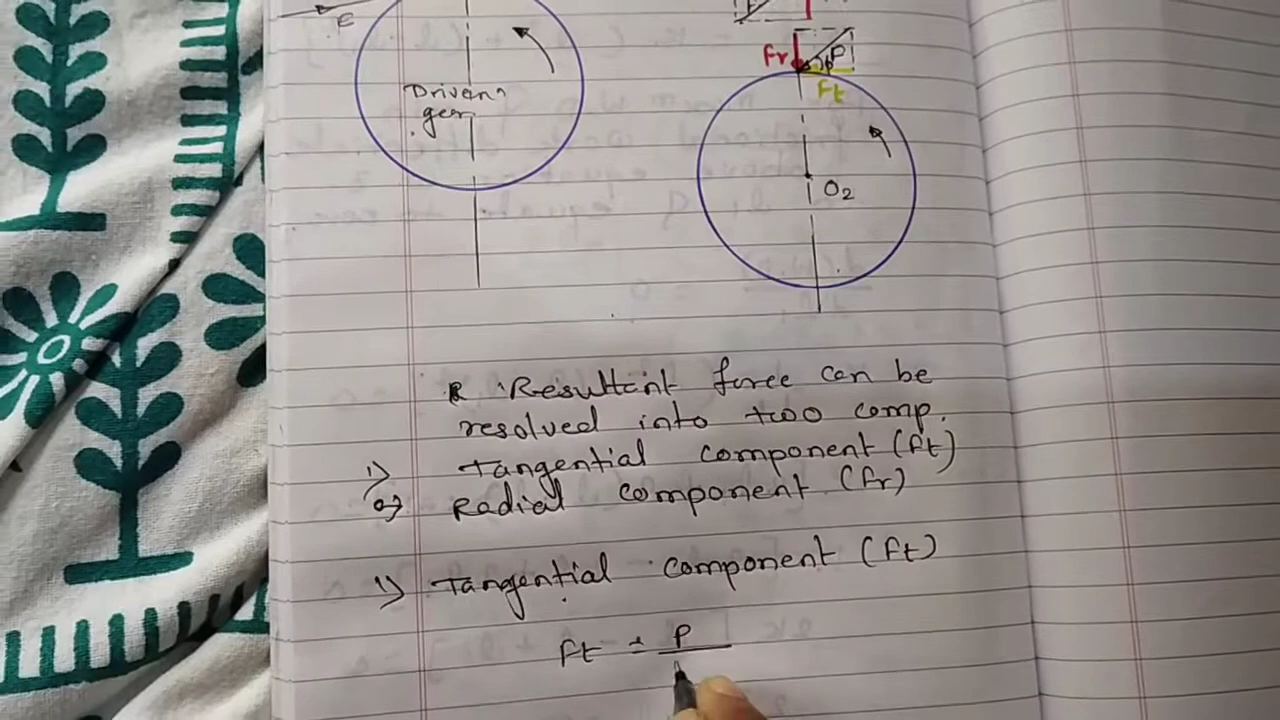 E
Driven
gear
Fr
P
Ft
O2
Resultant force can be
resolved into two comp.
1) Tangential component (ft)
2) Radial component (fr)
1) Tangential component (ft)
ft = P